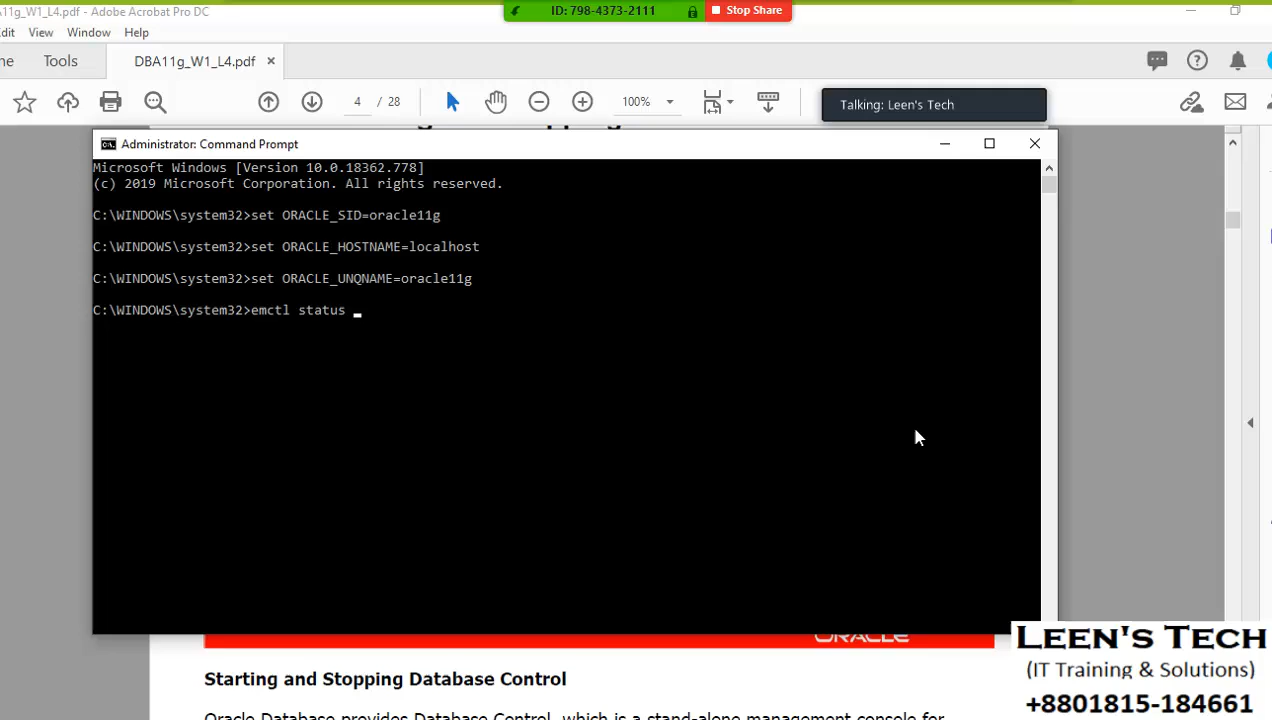 A11g_W1_L4.pdf - Adobe Acrobat Pro DC
ID: 798-4373-2111
Stop Share
dit View Window Help
ne Tools DBA11g_W1_L4.pdf ×
4 / 28 100%
Talking: Leen's Tech
Administrator: Command Prompt
Microsoft Windows [Version 10.0.18362.778]
(c) 2019 Microsoft Corporation. All rights reserved.
C:\WINDOWS\system32>set ORACLE_SID=oracle11g
C:\WINDOWS\system32>set ORACLE_HOSTNAME=localhost
C:\WINDOWS\system32>set ORACLE_UNQNAME=oracle11g
C:\WINDOWS\system32>emctl status _
ORACLE
Starting and Stopping Database Control
Oracle Database provides Database Control, which is a stand-alone management console for
LEEN'S TECH
(IT Training & Solutions)
+8801815-184661